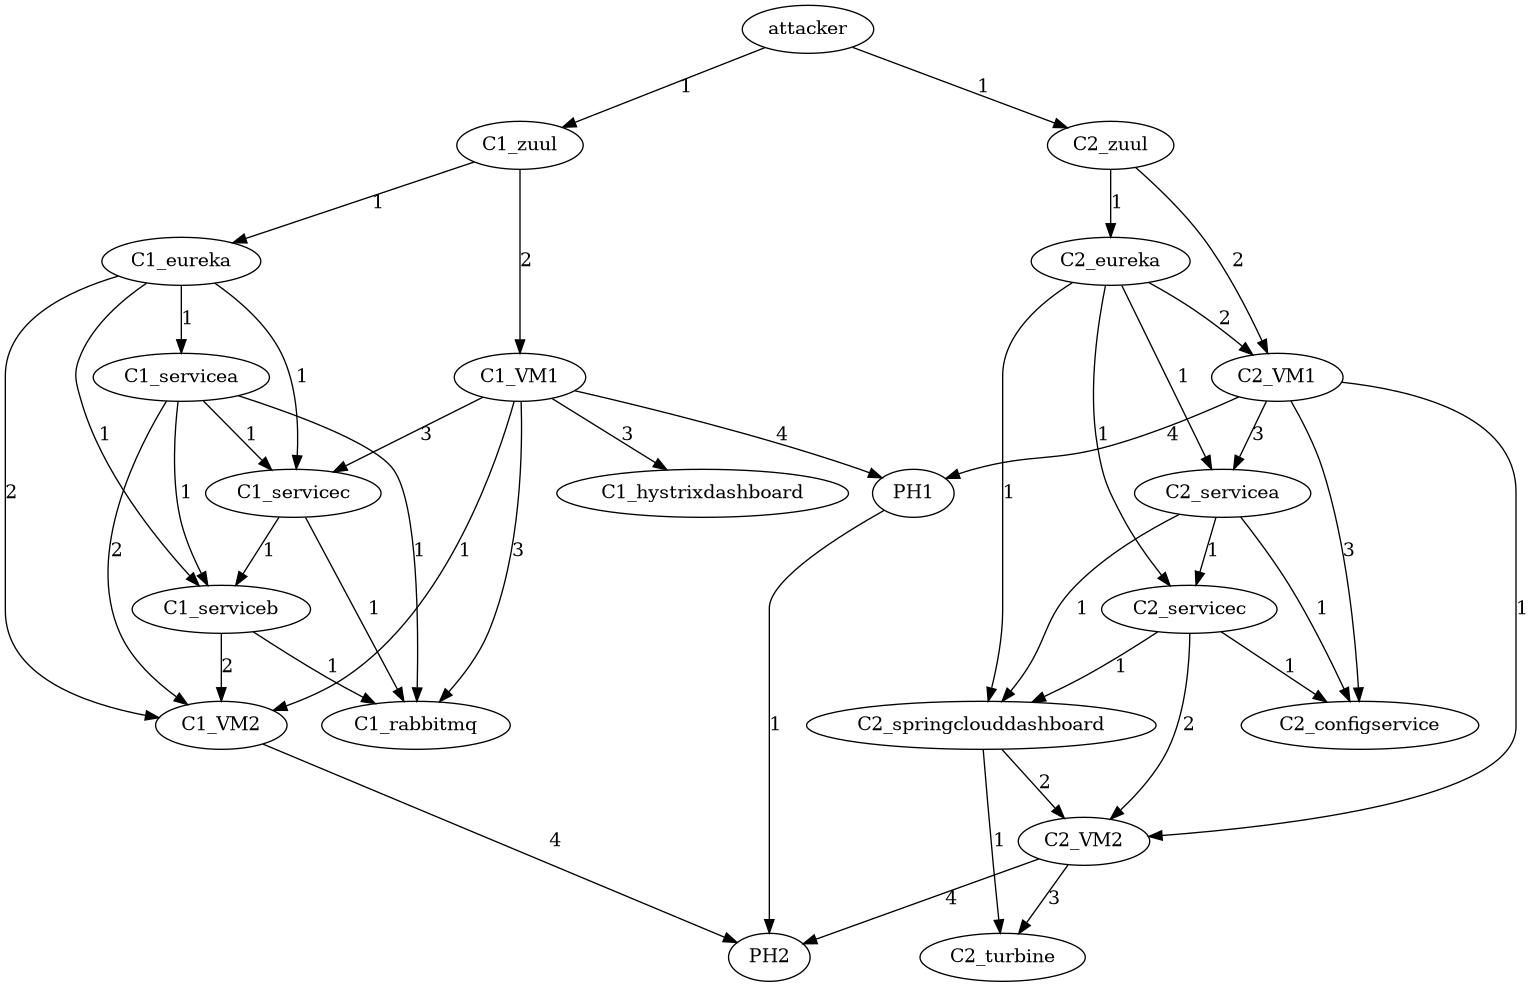 attacker
1
1
C1_zuul
C2_zuul
1
2
1
2
C1_eureka
C2_eureka
1
1
1
2
1
1
1
2
C1_servicea
C1_VM1
C2_VM1
2
1
1
1
2
3
1
3
3
4
4
3
3
1
C1_servicec
C1_hystrixdashboard
PH1
C2_servicea
1
1
1
1
1
1
C1_serviceb
C2_servicec
2
1
1
2
1
C1_VM2
C1_rabbitmq
C2_springclouddashboard
C2_configservice
4
1
2
C2_VM2
4
3
PH2
C2_turbine